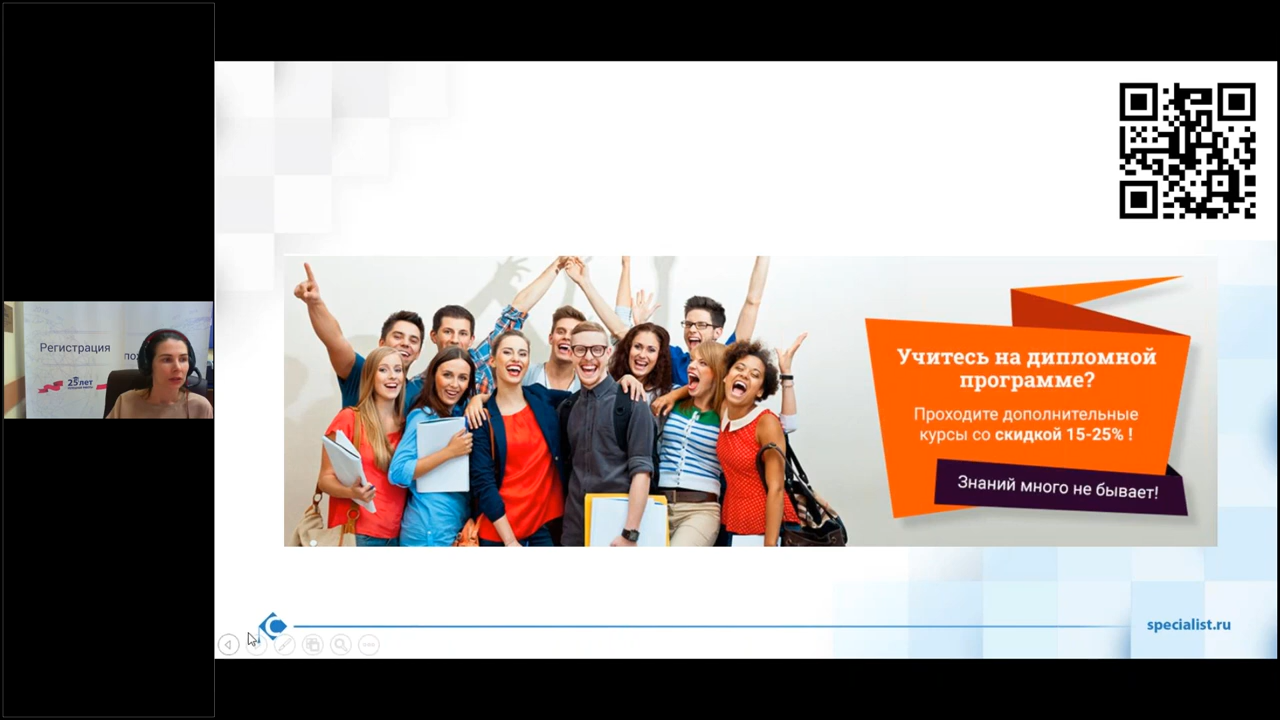 Регистрация
25 лет
Учитесь на дипломной
программе?
Проходите дополнительные
курсы со скидкой 15-25% !
Знаний много не бывает!
specialist.ru